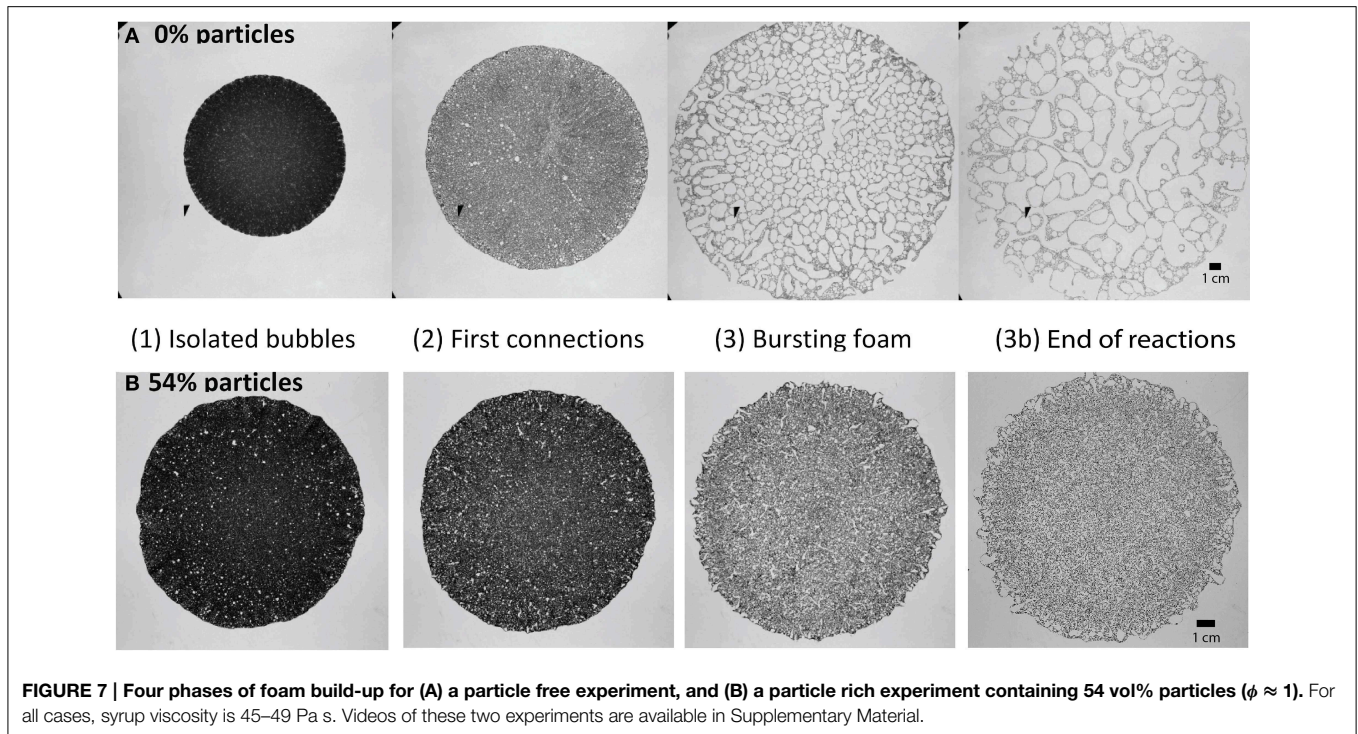 A 0% particles
1 cm
(1) Isolated bubbles (2) First connections (3) Bursting foam (3b) End of reactions
B 54% particles
1 cm
FIGURE 7 | Four phases of foam build-up for (A) a particle free experiment, and (B) a particle rich experiment containing 54 vol% particles (ϕ ≈ 1). For
all cases, syrup viscosity is 45–49 Pa s. Videos of these two experiments are available in Supplementary Material.